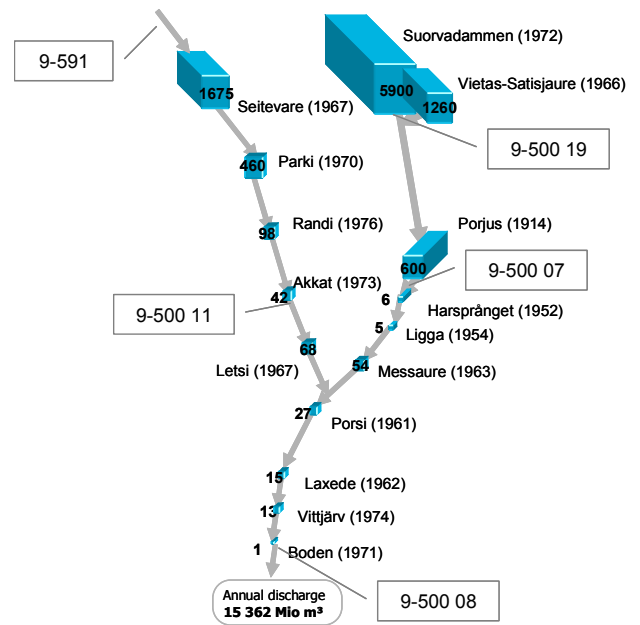 Suorvadammen (1972)
9-591
Vietas-Satisjaure (1966)
1675
5900
1260
Seitevare (1967)
9-500 19
460
Parki (1970)
98
Randi (1976)
Porjus (1914)
600
9-500 07
42
Akkat (1973)
6
Harsprånget (1952)
9-500 11
5
Ligga (1954)
68
Letsi (1967)
54
Messaure (1963)
27
Porsi (1961)
15
Laxede (1962)
13
Vittjärv (1974)
1
Boden (1971)
Annual discharge
15 362 Mio m³
9-500 08